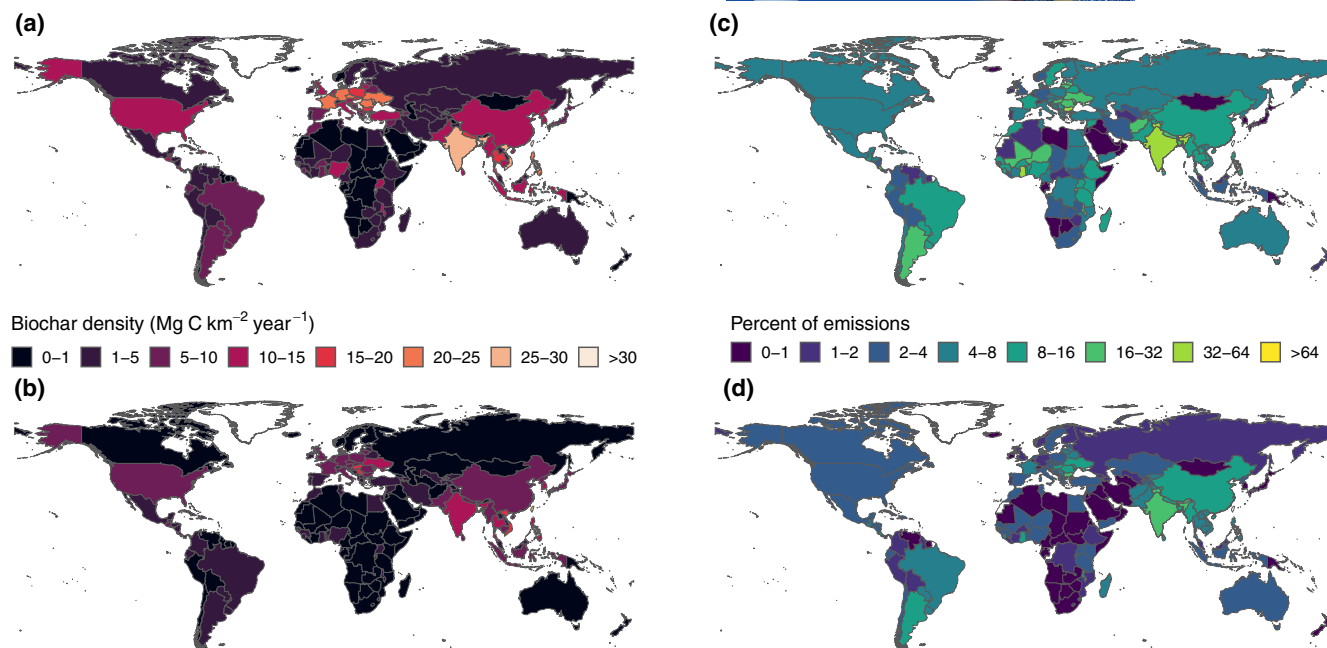 (a)
(c)
Biochar density (Mg C km⁻² year⁻¹)
0–1 1–5 5–10 10–15 15–20 20–25 25–30 >30
Percent of emissions
0–1 1–2 2–4 4–8 8–16 16–32 32–64 >64
(b)
(d)